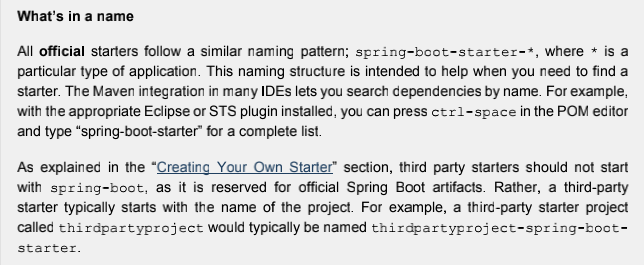 What's in a name
All official starters follow a similar naming pattern; spring-boot-starter-*, where * is a
particular type of application. This naming structure is intended to help when you need to find a
starter. The Maven integration in many IDEs lets you search dependencies by name. For example,
with the appropriate Eclipse or STS plugin installed, you can press ctrl-space in the POM editor
and type “spring-boot-starter” for a complete list.
As explained in the “Creating Your Own Starter” section, third party starters should not start
with spring-boot, as it is reserved for official Spring Boot artifacts. Rather, a third-party
starter typically starts with the name of the project. For example, a third-party starter project
called thirdpartyproject would typically be named thirdpartyproject-spring-boot-
starter.